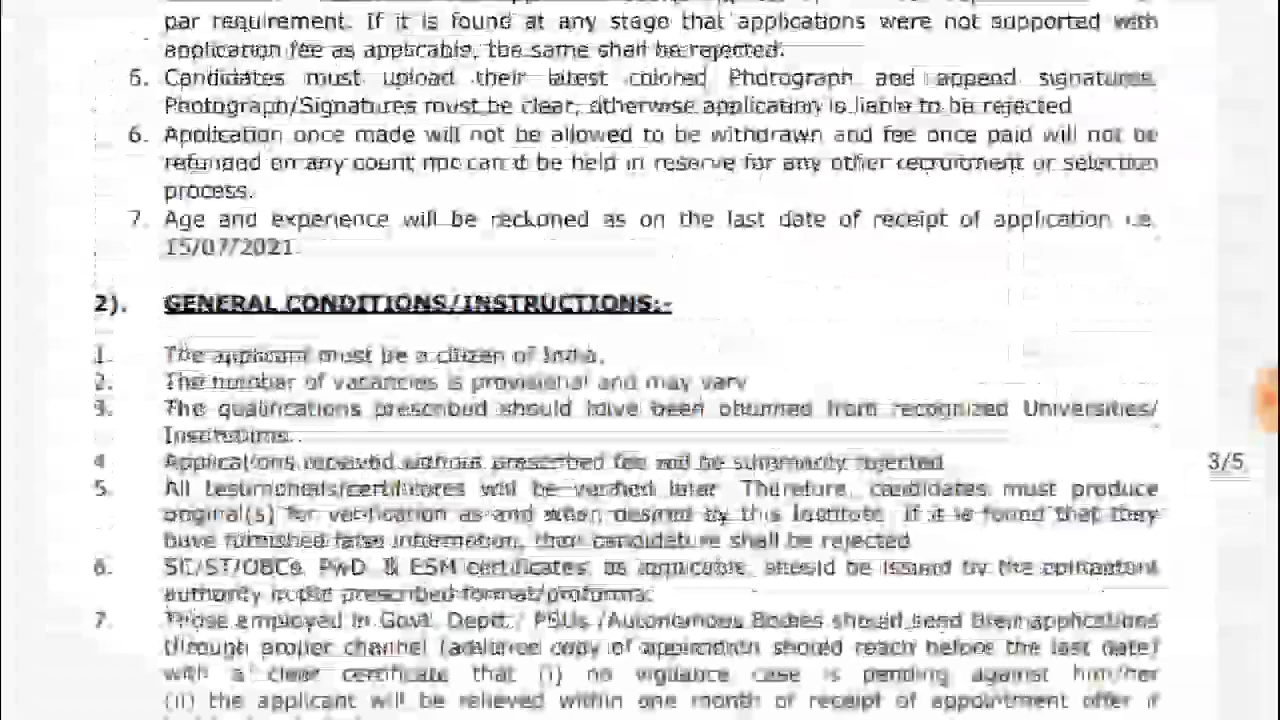 par requirement. If it is found at any stage that applications were not supported with
application fee as applicable, the same shall be rejected.
5. Candidates must upload their latest colored Photograph and append signatures.
Photograph/Signatures must be clear, otherwise application is liable to be rejected
6. Application once made will not be allowed to be withdrawn and fee once paid will not be
refunded on any count nor can it be held in reserve for any other recruitment or selection
process.
7. Age and experience will be reckoned as on the last date of receipt of application i.e.
15/07/2021.
2). GENERAL CONDITIONS/INSTRUCTIONS:-
1. The applicant must be a citizen of India.
2. The number of vacancies is provisional and may vary
3. The qualifications prescribed should have been obtained from recognized Universities/
Institutions.
4. Applications received without prescribed fee will be summarily rejected
3/5
5. All testimonials/certificates will be verified later. Therefore, candidates must produce
original(s) for verification as and when desired by this Institute. If it is found that they
have furnished false information, their candidature shall be rejected
6. SC/ST/OBCs, PwD & ESM certificates, as applicable, should be issued by the competent
authority in the prescribed format/proforma.
7. Those employed in Govt. Deptt./ PSUs /Autonomous Bodies should send their applications
through proper channel (advance copy of application should reach before the last date)
with a clear certificate that (i) no vigilance case is pending against him/her
(ii) the applicant will be relieved within one month of receipt of appointment offer if